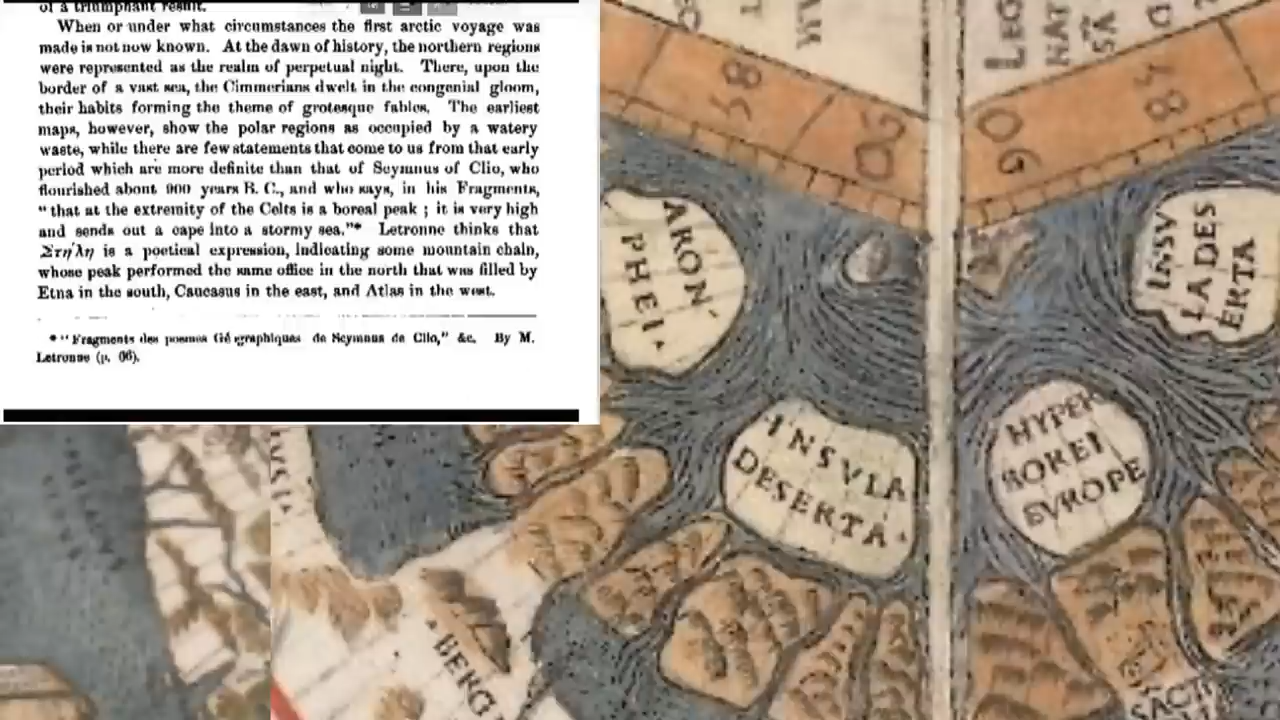 of a triumphant result.
When or under what circumstances the first arctic voyage was
made is not now known. At the dawn of history, the northern regions
were represented as the realm of perpetual night. There, upon the
border of a vast sea, the Cimmerians dwelt in the congenial gloom,
their habits forming the theme of grotesque fables. The earliest
maps, however, show the polar regions as occupied by a watery
waste, while there are few statements that come to us from that early
period which are more definite than that of Scymnus of Clio, who
flourished about 900 years B. C., and who says, in his Fragments,
"that at the extremity of the Celts is a boreal peak ; it is very high
and sends out a cape into a stormy sea."* Letronne thinks that
Στη'λη is a poetical expression, indicating some mountain chain,
whose peak performed the same office in the north that was filled by
Etna in the south, Caucasus in the east, and Atlas in the west.
* "Fragments des poemes Géographiques de Scymnus de Clio," &c. By M.
Letronne (p. 66).
LEG
HAT
SÃ
90
90
ARON
PHEI
INSV
LA DES
ERTA
INSVLA
DESERTA
HYPER
BOREI
EVROPE